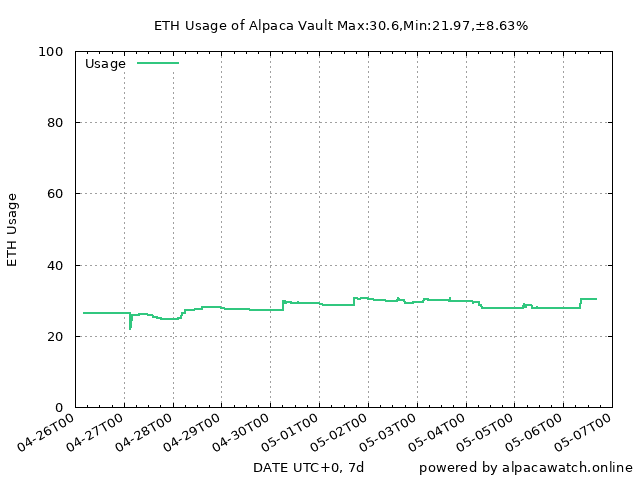 ETH Usage of Alpaca Vault Max:30.6,Min:21.97,±8.63%
Usage
100
80
60
40
20
0
ETH Usage
04-26T00
04-27T00
04-28T00
04-29T00
04-30T00
05-01T00
05-02T00
05-03T00
05-04T00
05-05T00
05-06T00
05-07T00
DATE UTC+0, 7d
powered by alpacawatch.online